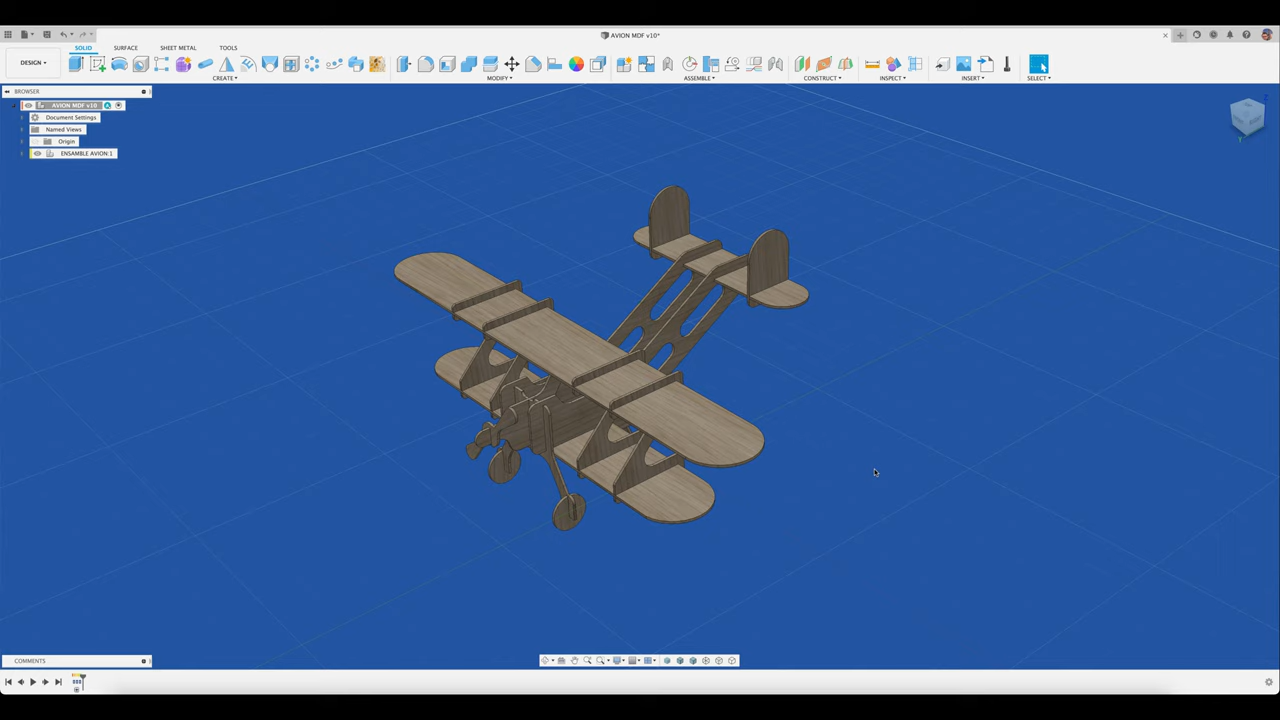 AVION MDF v10*
DESIGN
SOLID
SURFACE
SHEET METAL
TOOLS
CREATE
MODIFY
ASSEMBLE
CONSTRUCT
INSPECT
INSERT
SELECT
BROWSER
AVION MDF v10
Document Settings
Named Views
Origin
ENSAMBLE AVION:1
COMMENTS